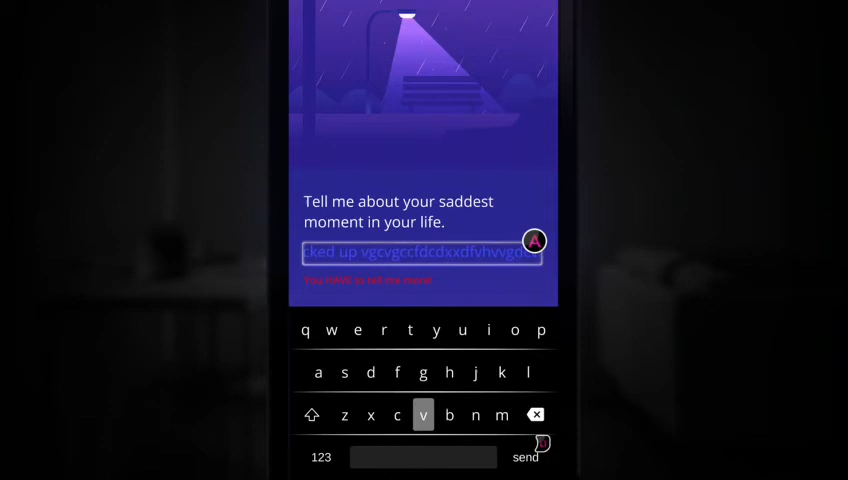 Tell me about your saddest
moment in your life.
A
cked up
You HAVE to tell me more!
q w e r t y u i o p
a s d f g h j k l
z x c v b n m
123 send